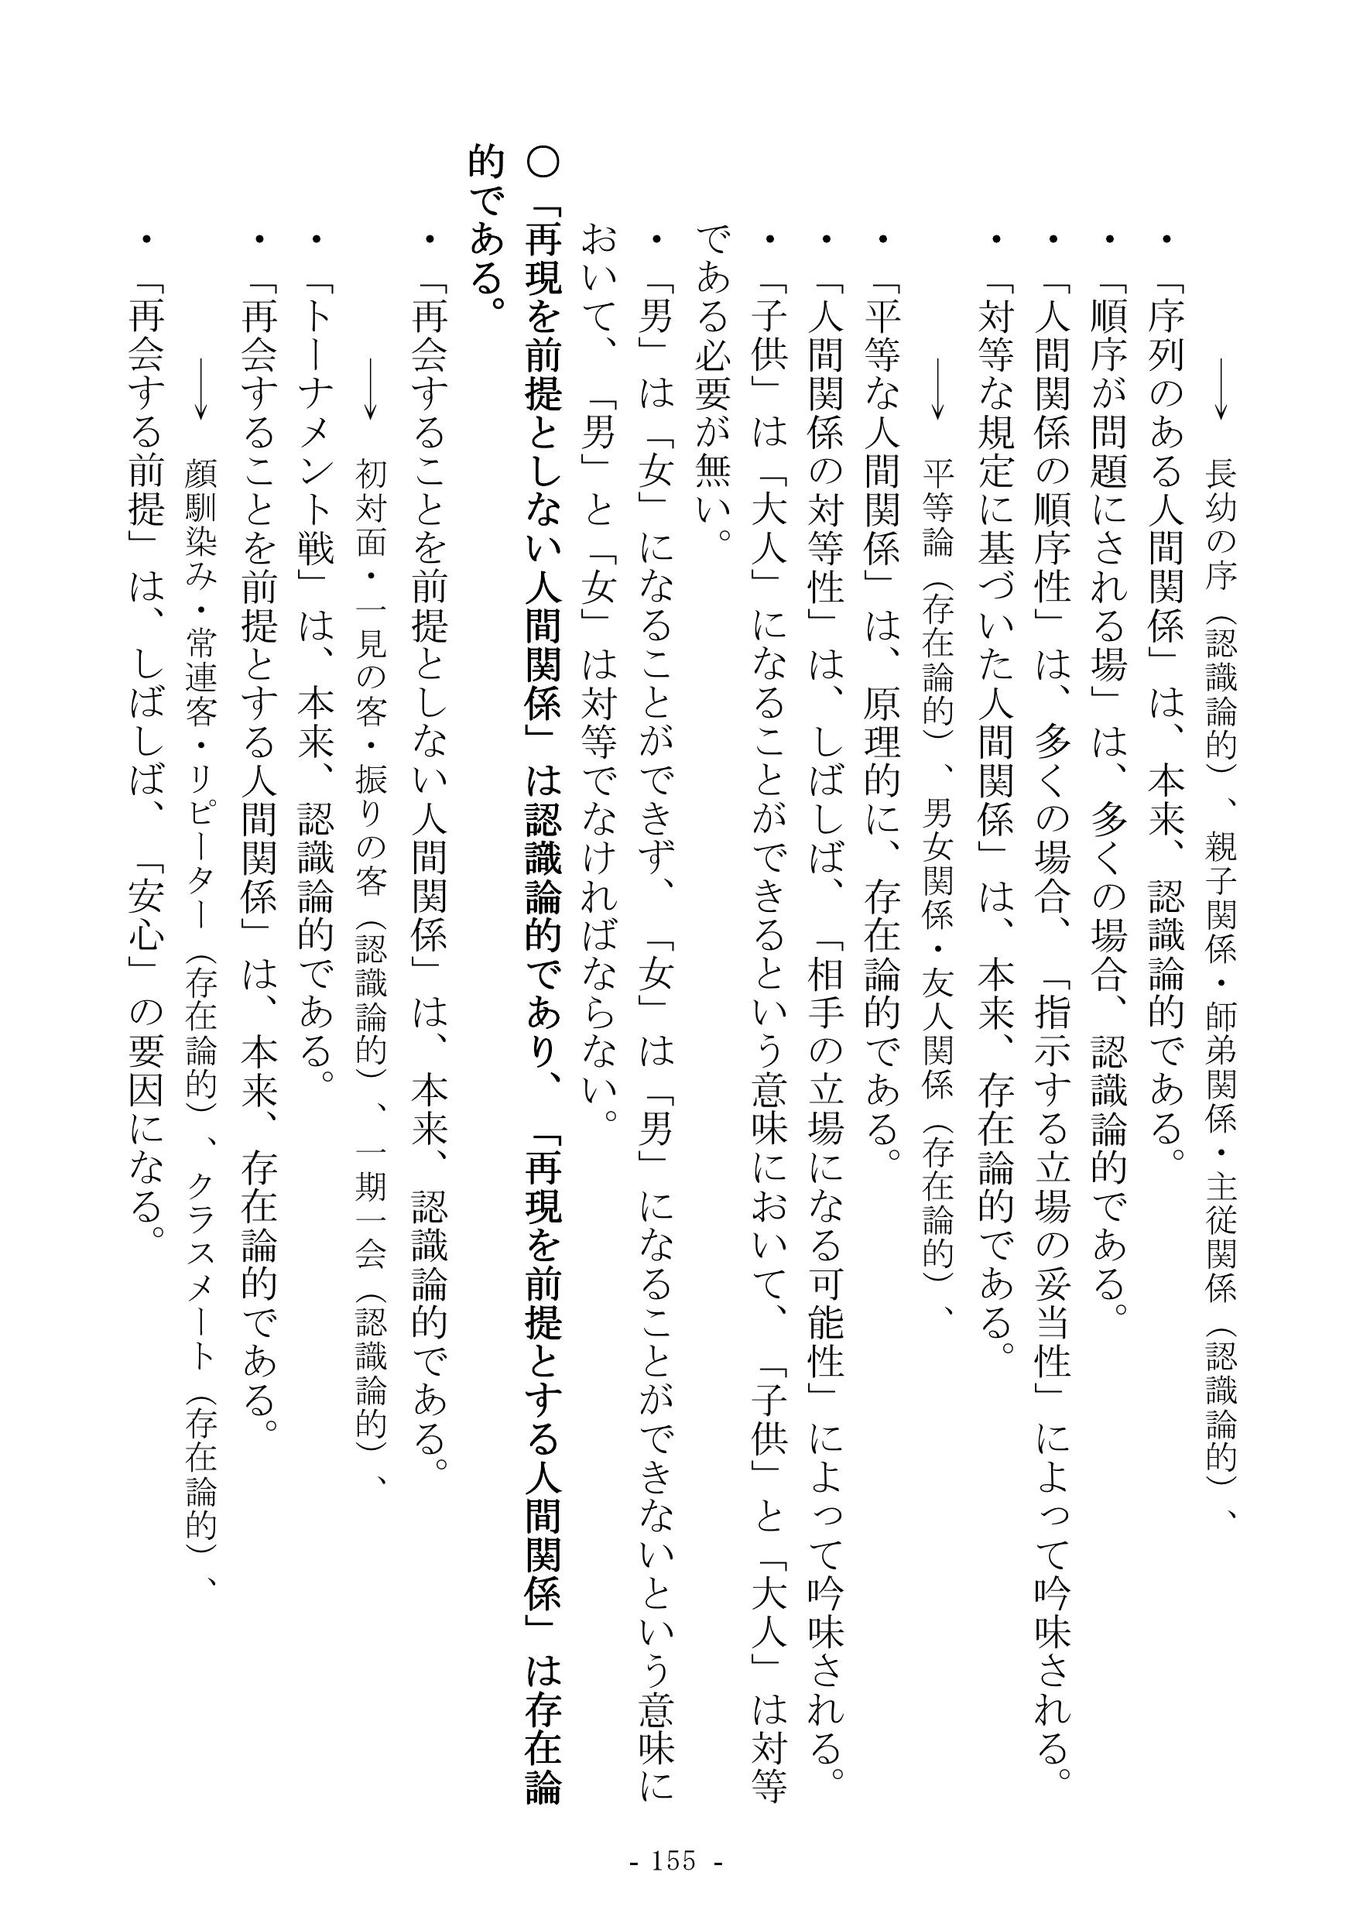 → 長幼の序（認識論的）、親子関係・師弟関係・主従関係（認識論的）、
・「序列のある人間関係」は、本来、認識論的である。
・「順序が問題にされる場」は、多くの場合、認識論的である。
・「人間関係の順序性」は、多くの場合、「指示する立場の妥当性」によって吟味される。
・「対等な規定に基づいた人間関係」は、本来、存在論的である。
→ 平等論（存在論的）、男女関係・友人関係（存在論的）、
・「平等な人間関係」は、原理的に、存在論的である。
・「人間関係の対等性」は、しばしば、「相手の立場になる可能性」によって吟味される。
・「子供」は「大人」になることができるという意味において、「子供」と「大人」は対等
である必要が無い。
・「男」は「女」になることができず、「女」は「男」になることができないという意味に
おいて、「男」と「女」は対等でなければならない。
〇「再現を前提としない人間関係」は認識論的であり、「再現を前提とする人間関係」は存在論
的である。
・「再会することを前提としない人間関係」は、本来、認識論的である。
→ 初対面・一見の客・振りの客（認識論的）、一期一会（認識論的）、
・「トーナメント戦」は、本来、認識論的である。
・「再会することを前提とする人間関係」は、本来、存在論的である。
→ 顔馴染み・常連客・リピーター（存在論的）、クラスメート（存在論的）、
・「再会する前提」は、しばしば、「安心」の要因になる。
- 155 -